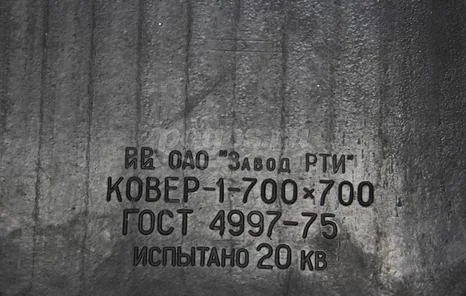 ОАО "Завод РТИ"
КОВЕР-1-700×700
ГОСТ 4997-75
ИСПЫТАНО 20 КВ